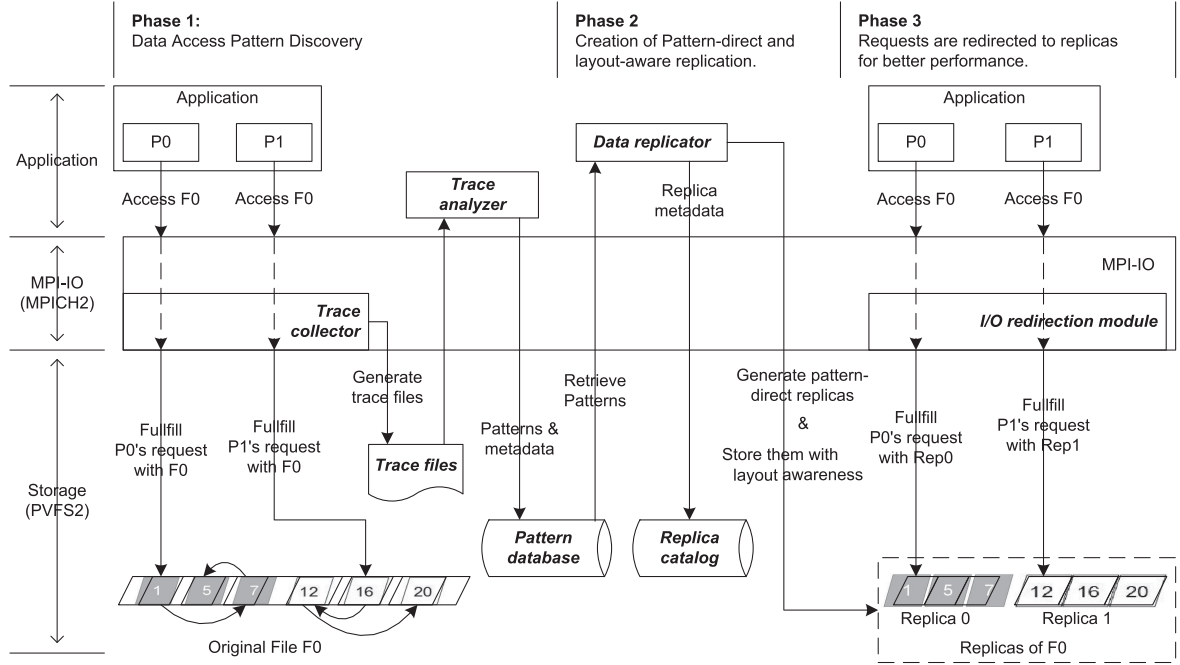 Phase 1:
Data Access Pattern Discovery
Phase 2
Creation of Pattern-direct and
layout-aware replication.
Phase 3
Requests are redirected to replicas
for better performance.
Application
Application
P0
P1
Access F0
Access F0
Trace
analyzer
Data replicator
Replica
metadata
Application
P0
P1
Access F0
Access F0
MPI-IO
(MPICH2)
Trace
collector
MPI-IO
I/O redirection module
Storage
(PVFS2)
Fullfill
P0's request
with F0
Fullfill
P1's request
with F0
Generate
trace files
Trace files
Patterns &
metadata
Retrieve
Patterns
Pattern
database
Replica
catalog
Generate pattern-
direct replicas
&
Store them with
layout awareness
Fullfill
P0's request
with Rep0
Fullfill
P1's request
with Rep1
1 5 7 12 16 20
Original File F0
1 5 7
Replica 0
12 16 20
Replica 1
Replicas of F0